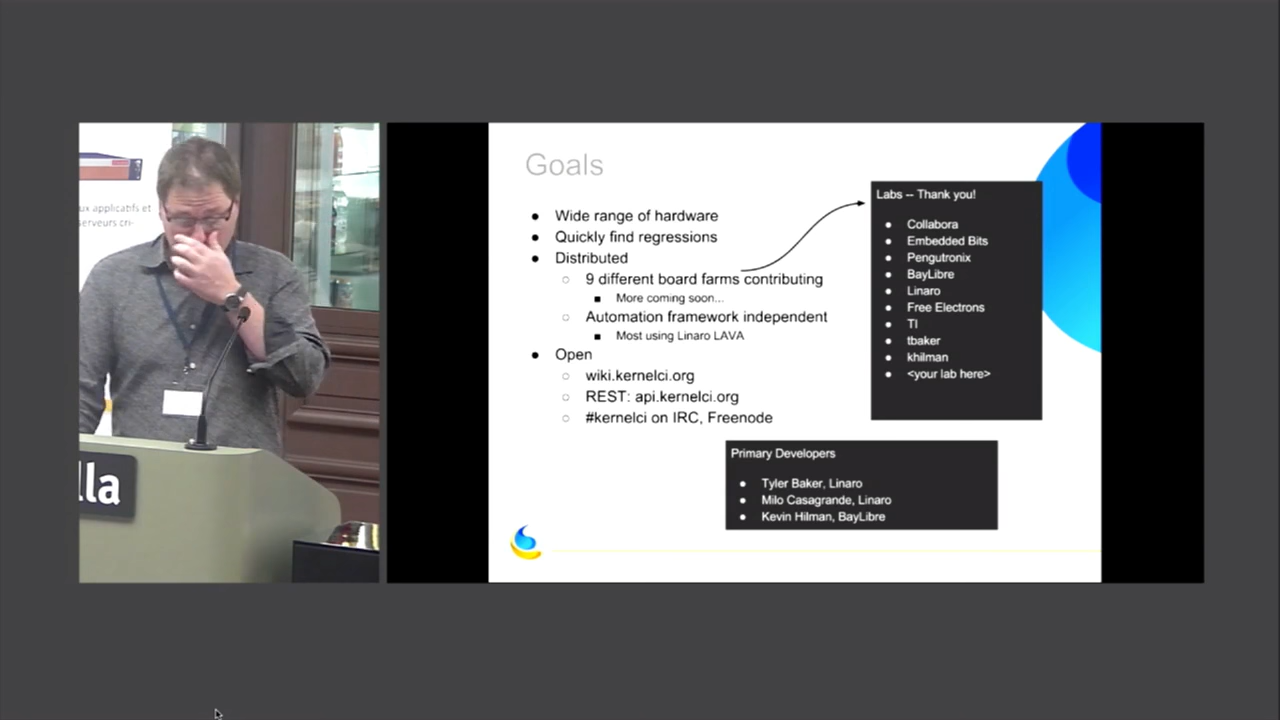 ux applicatifs et
serveurs cri-
lla
Goals
Wide range of hardware
Quickly find regressions
Distributed
9 different board farms contributing
More coming soon...
Automation framework independent
Most using Linaro LAVA
Open
wiki.kernelci.org
REST: api.kernelci.org
#kernelci on IRC, Freenode
Labs -- Thank you!
Collabora
Embedded Bits
Pengutronix
BayLibre
Linaro
Free Electrons
TI
tbaker
khilman
<your lab here>
Primary Developers
Tyler Baker, Linaro
Milo Casagrande, Linaro
Kevin Hilman, BayLibre